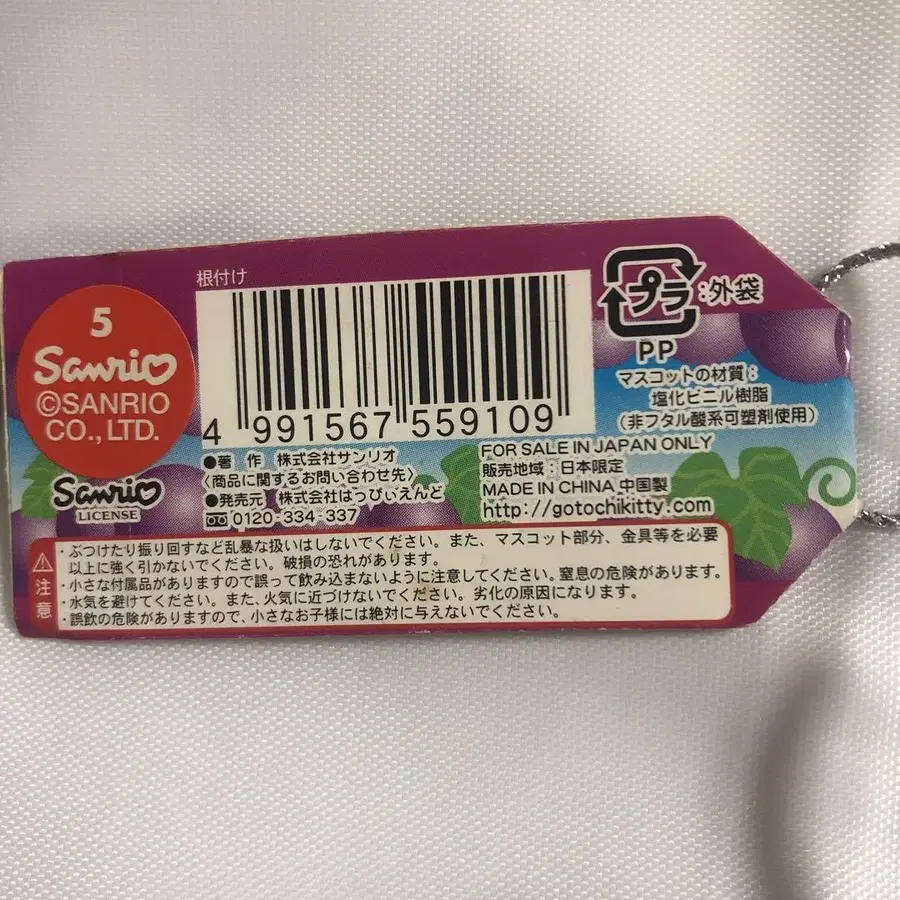 根付け
5
Sanrio
©SANRIO
CO., LTD.
Sanrio
LICENSE
4 991567 559109
プラ:外袋
PP
マスコットの材質:
塩化ビニル樹脂
(非フタル酸系可塑剤使用)
●著 作 株式会社サンリオ
〈商品に関するお問い合わせ先〉
●発売元 株式会社はっぴぃえんど
0120-334-337
FOR SALE IN JAPAN ONLY
販売地域:日本限定
MADE IN CHINA 中国製
http://gotochikitty.com
注意
・ぶつけたり振り回すなど乱暴な扱いはしないでください。また、マスコット部分、金具等を必要
以上に強く引かないでください。破損の恐れがあります。
・小さな付属品がありますので誤って飲み込まないように注意してください。窒息の危険があります。
・水気を避けてください。また、火気に近づけないでください。劣化の原因になります。
・誤飲の危険がありますので、小さなお子様には絶対に与えないでください。